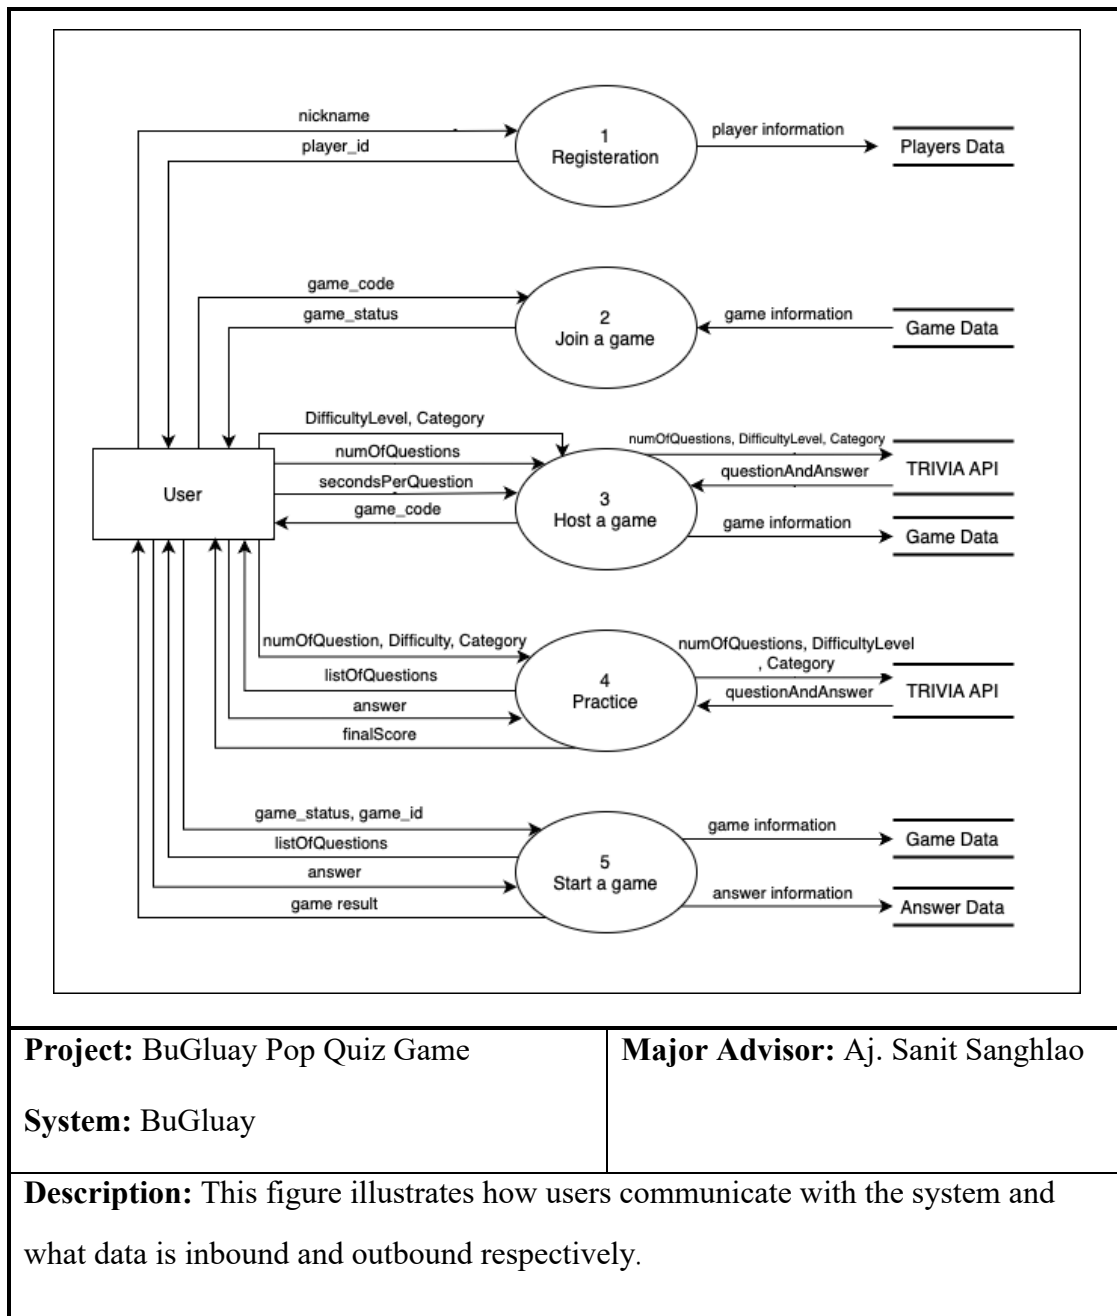 nickname
player_id
1
Registeration
player information
Players Data
game_code
game_status
2
Join a game
game information
Game Data
DifficultyLevel, Category
numOfQuestions
secondsPerQuestion
game_code
User
3
Host a game
numOfQuestions, DifficultyLevel, Category
questionAndAnswer
TRIVIA API
game information
Game Data
numOfQuestion, Difficulty, Category
listOfQuestions
answer
finalScore
4
Practice
numOfQuestions, DifficultyLevel
, Category
questionAndAnswer
TRIVIA API
game_status, game_id
listOfQuestions
answer
game result
5
Start a game
game information
Game Data
answer information
Answer Data
Project: BuGluay Pop Quiz Game
System: BuGluay
Major Advisor: Aj. Sanit Sanghlao
Description: This figure illustrates how users communicate with the system and
what data is inbound and outbound respectively.